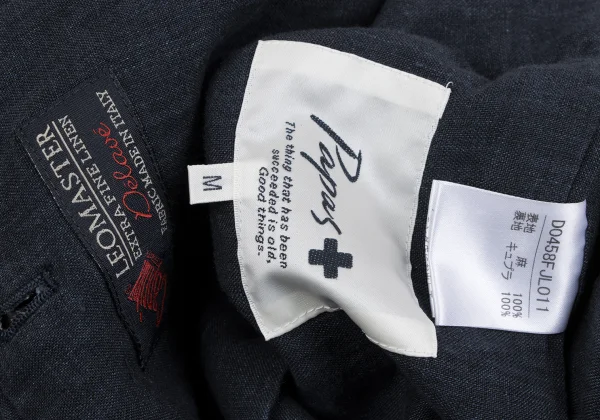 LEOMASTER
EXTRA FINE LINEN
Delavé
FABRIC MADE IN ITALY
M
Papas
The thing that has been
succeeded is old,
Good things.
D0458FJL011
表地 麻 100%
裏地 キュプラ 100%